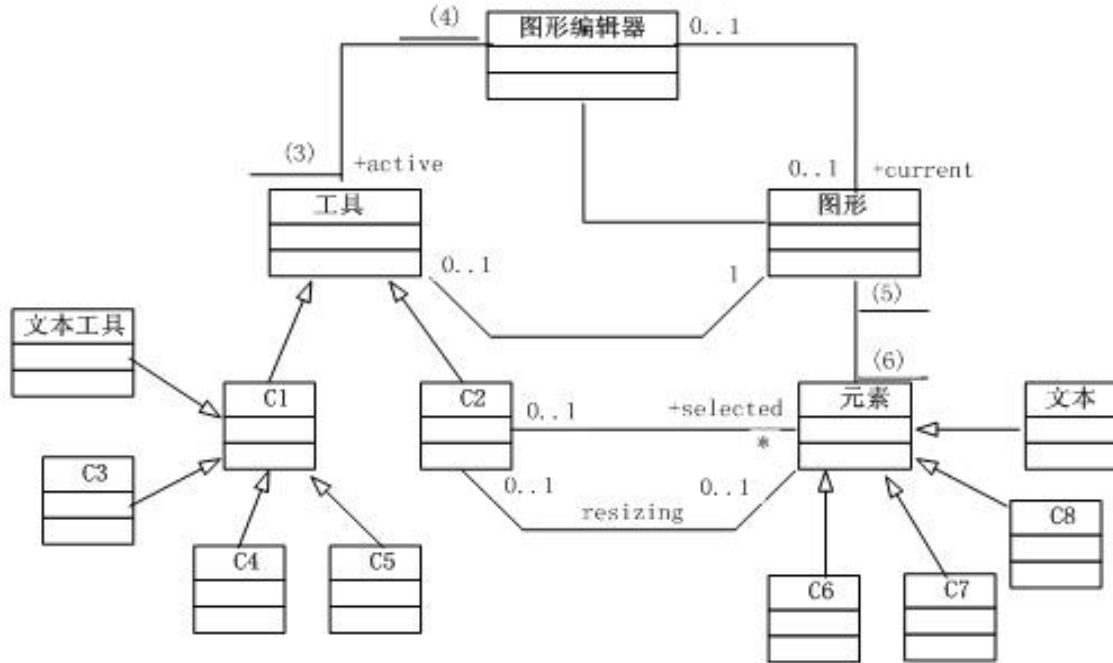 (4)
图形编辑器
0..1
(3)
+active
0..1
+current
工具
图形
0..1
1
(5)
文本工具
(6)
C1
C2
0..1
+selected
元素
文本
*
C3
0..1
0..1
resizing
C8
C4
C5
C6
C7